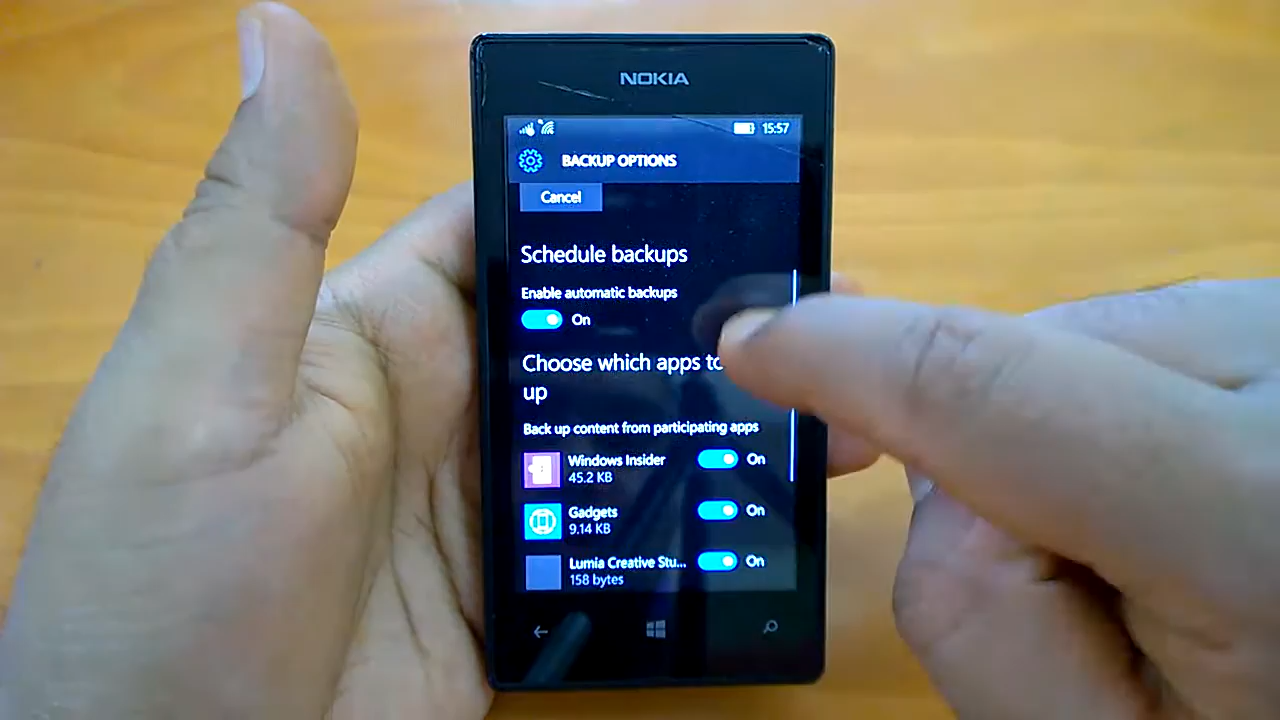 NOKIA
15:57
BACKUP OPTIONS
Cancel
Schedule backups
Enable automatic backups
On
Choose which apps to
up
Back up content from participating apps
Windows Insider On
45.2 KB
Gadgets On
9.14 KB
Lumia Creative Stu... On
158 bytes